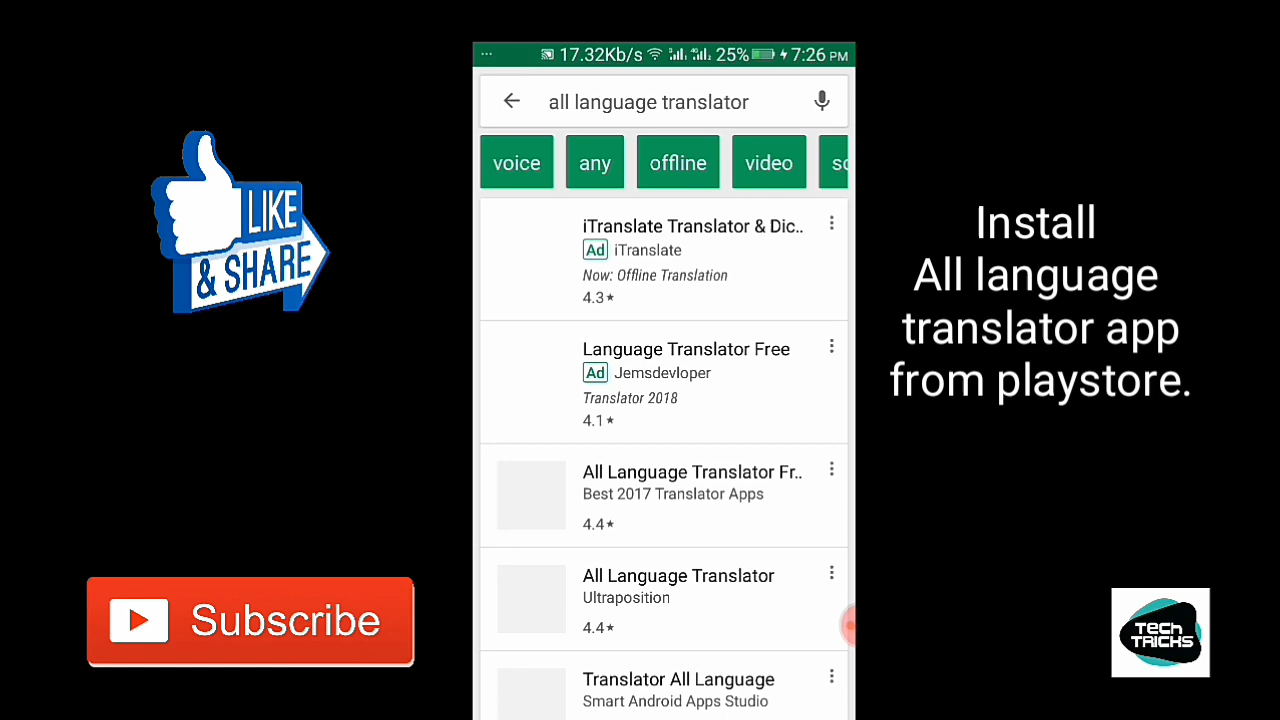 ... 17.32Kb/s 25% 7:26 PM
all language translator
voice any offline video
iTranslate Translator & Dic..
Ad iTranslate
Now: Offline Translation
4.3★
Language Translator Free
Ad Jemsdevloper
Translator 2018
4.1★
All Language Translator Fr..
Best 2017 Translator Apps
4.4★
All Language Translator
Ultraposition
4.4★
Translator All Language
Smart Android Apps Studio
LIKE
& SHARE
Subscribe
Install
All language
translator app
from playstore.
TECH
TRICKS